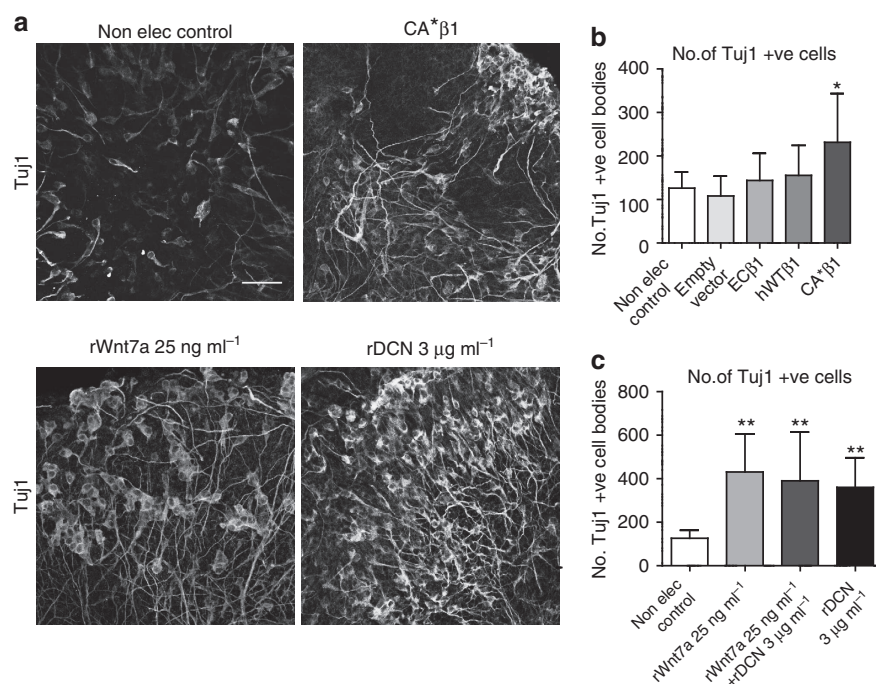 a
Non elec control
CA*β1
Tuj1
rWnt7a 25 ng ml⁻¹
rDCN 3 μg ml⁻¹
Tuj1
b
No.of Tuj1 +ve cells
No.Tuj1 +ve cell bodies
400
300
200
100
0
*
Non elec
control
Empty
vector
ECβ1
hWTβ1
CA*β1
c
No.of Tuj1 +ve cells
No. Tuj1 +ve cell bodies
800
600
400
200
0
**
**
**
Non elec
control
rWnt7a 25 ng ml⁻¹
rWnt7a 25 ng ml⁻¹
+rDCN 3 μg ml⁻¹
rDCN
3 μg ml⁻¹